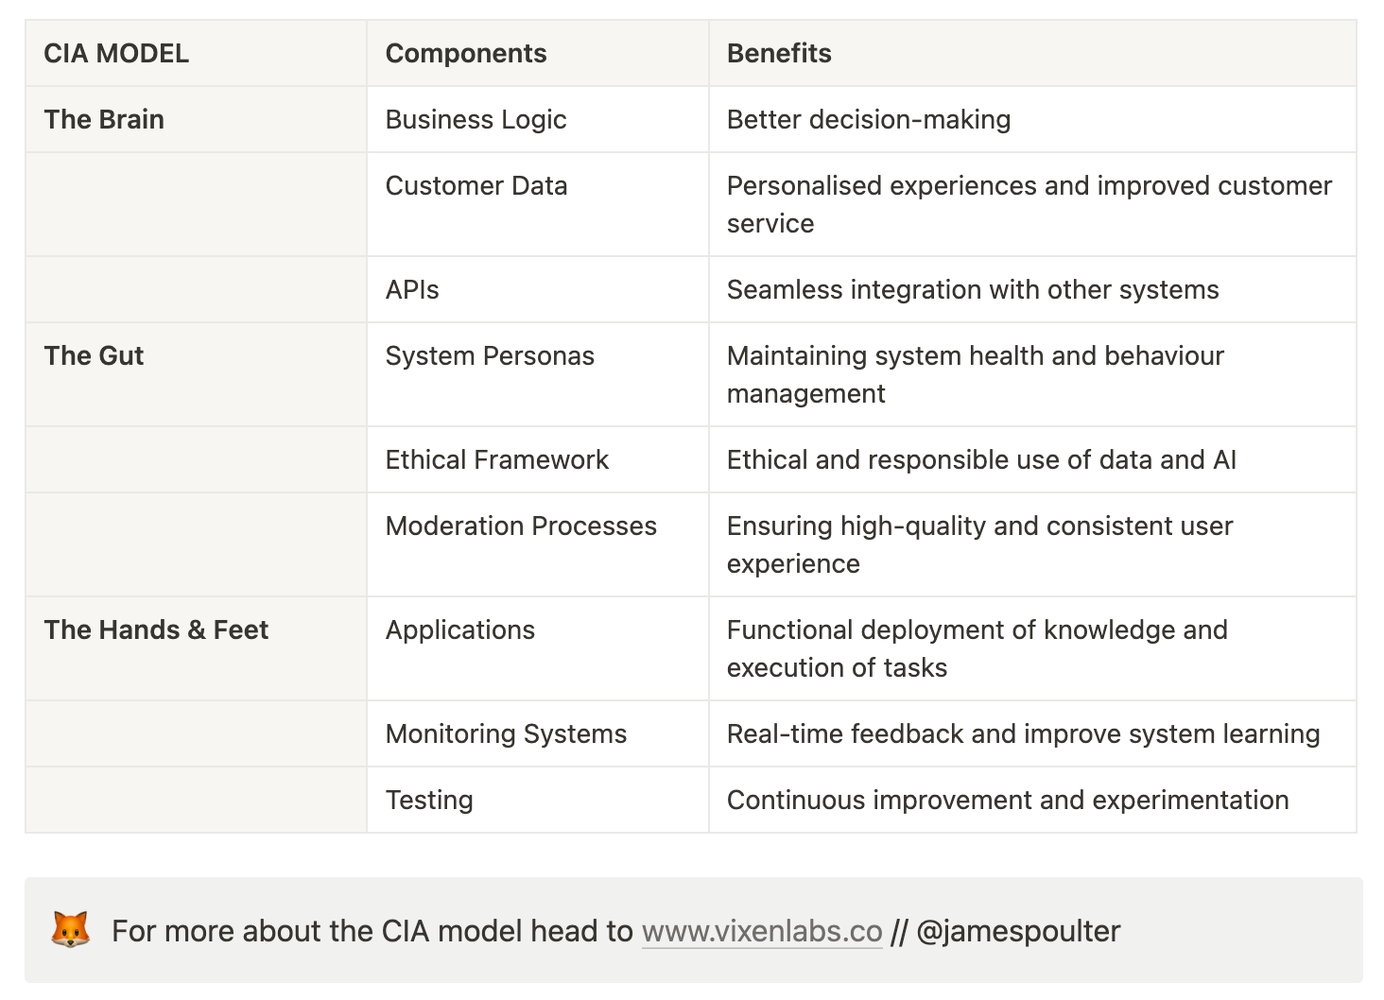 CIA MODEL Components Benefits
The Brain Business Logic Better decision-making
Customer Data Personalised experiences and improved customer
service
APIs Seamless integration with other systems
The Gut System Personas Maintaining system health and behaviour
management
Ethical Framework Ethical and responsible use of data and AI
Moderation Processes Ensuring high-quality and consistent user
experience
The Hands & Feet Applications Functional deployment of knowledge and
execution of tasks
Monitoring Systems Real-time feedback and improve system learning
Testing Continuous improvement and experimentation
For more about the CIA model head to www.vixenlabs.co // @jamespoulter